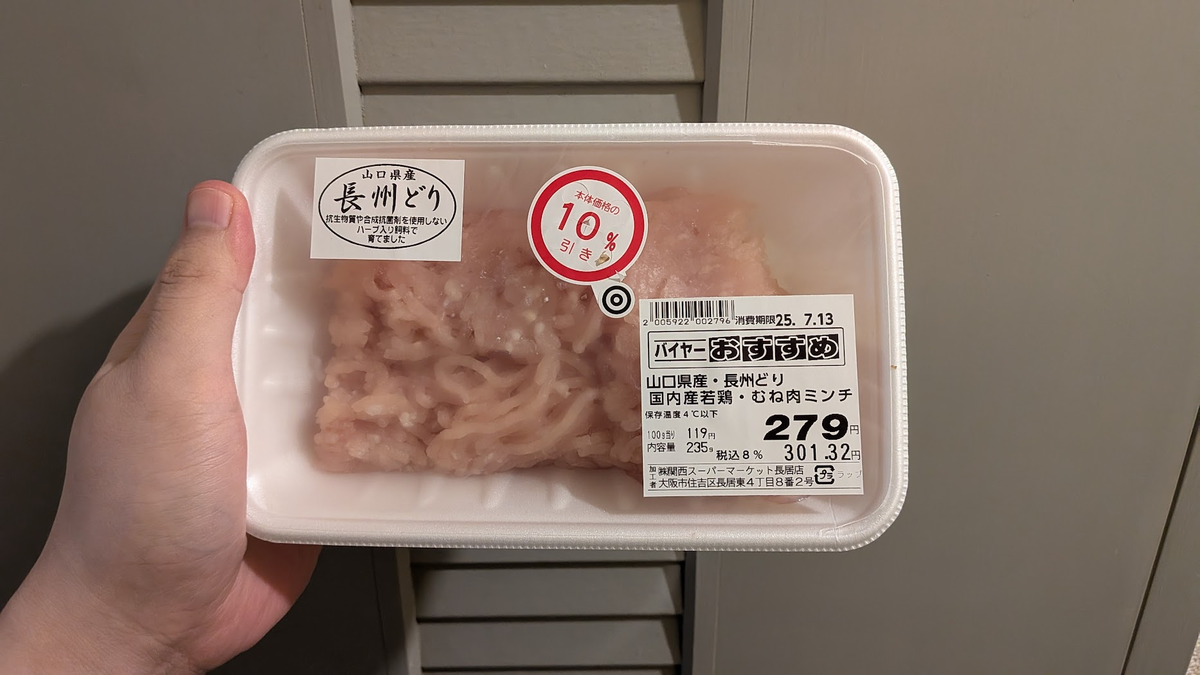 山口県産
長州どり
抗生物質や合成抗菌剤を使用しない
ハーブ入り飼料で
育てました
本体価格の
10%
引き
2 005922 002796
消費期限25. 7.13
バイヤーおすすめ
山口県産・長州どり
国内産若鶏・むね肉ミンチ
保存温度4℃以下
100g当り 119円
279円
内容量 235g
税込8% 301.32円
加工者
㈱関西スーパーマーケット長居店
大阪市住吉区長居東4丁目8番2号
プラ
ラップ